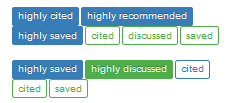 highly cited highly recommended
highly saved cited discussed saved
highly saved highly discussed cited
cited saved